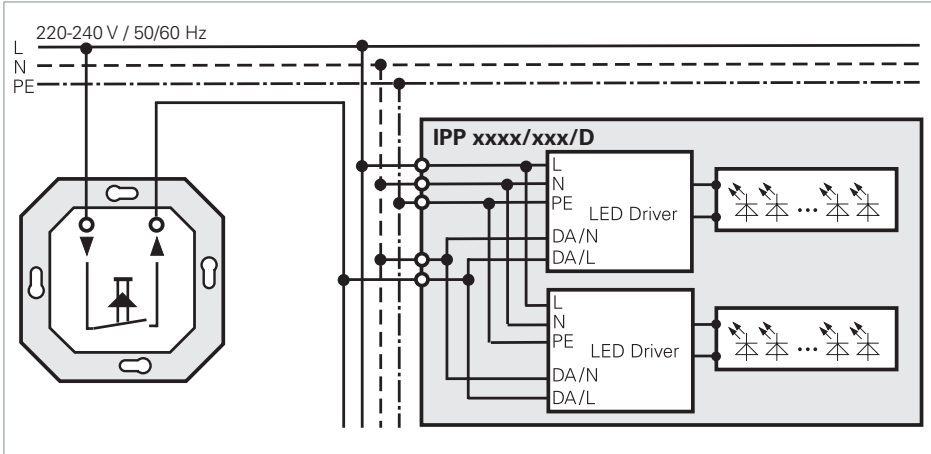 220-240 V / 50/60 Hz
L
N
PE
IPP xxxx/xxx/D
L
N
PE
LED Driver
DA/N
DA/L
...
L
N
PE
LED Driver
DA/N
DA/L
...